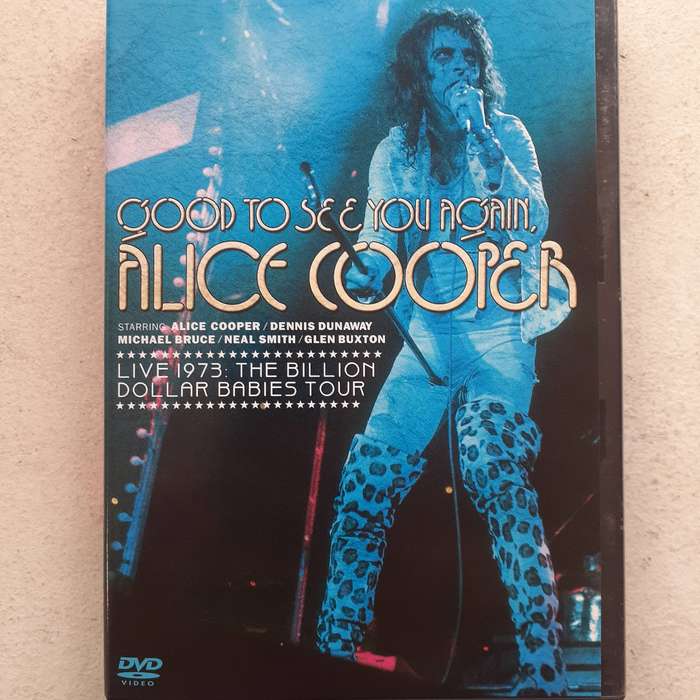 GOOD TO SEE YOU AGAIN,
ALICE COOPER
STARRING ALICE COOPER / DENNIS DUNAWAY
MICHAEL BRUCE / NEAL SMITH / GLEN BUXTON
LIVE 1973: THE BILLION
DOLLAR BABIES TOUR
DVD
VIDEO